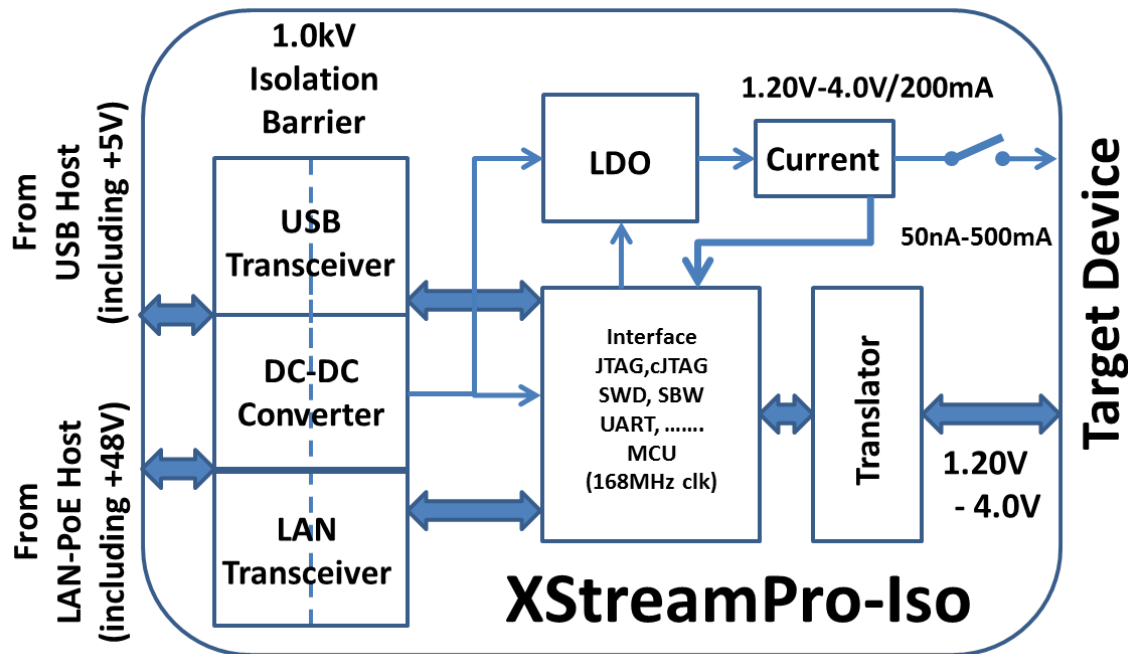 From
USB Host
(including +5V)
From
LAN-PoE Host
(including +48V)
1.0kV
Isolation
Barrier
USB
Transceiver
DC-DC
Converter
LAN
Transceiver
LDO
1.20V-4.0V/200mA
Current
50nA-500mA
Interface
JTAG,cJTAG
SWD, SBW
UART, …….
MCU
(168MHz clk)
Translator
1.20V
- 4.0V
Target Device
XStreamPro-Iso